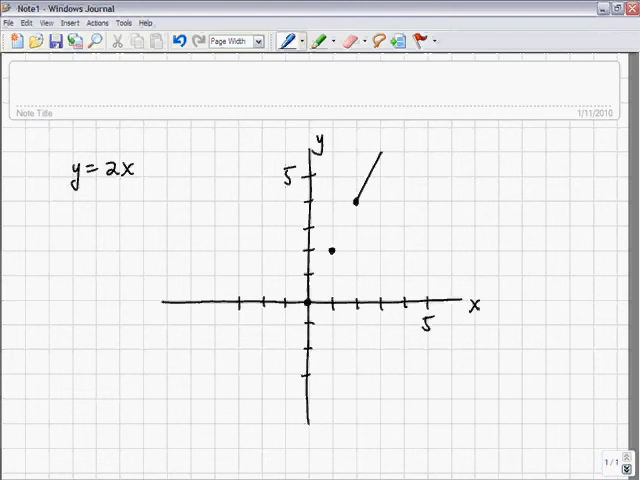 Note1 - Windows Journal
File Edit View Insert Actions Tools Help
Page Width
Note Title
1/11/2010
y
y = 2x
5
x
5
1 / 1